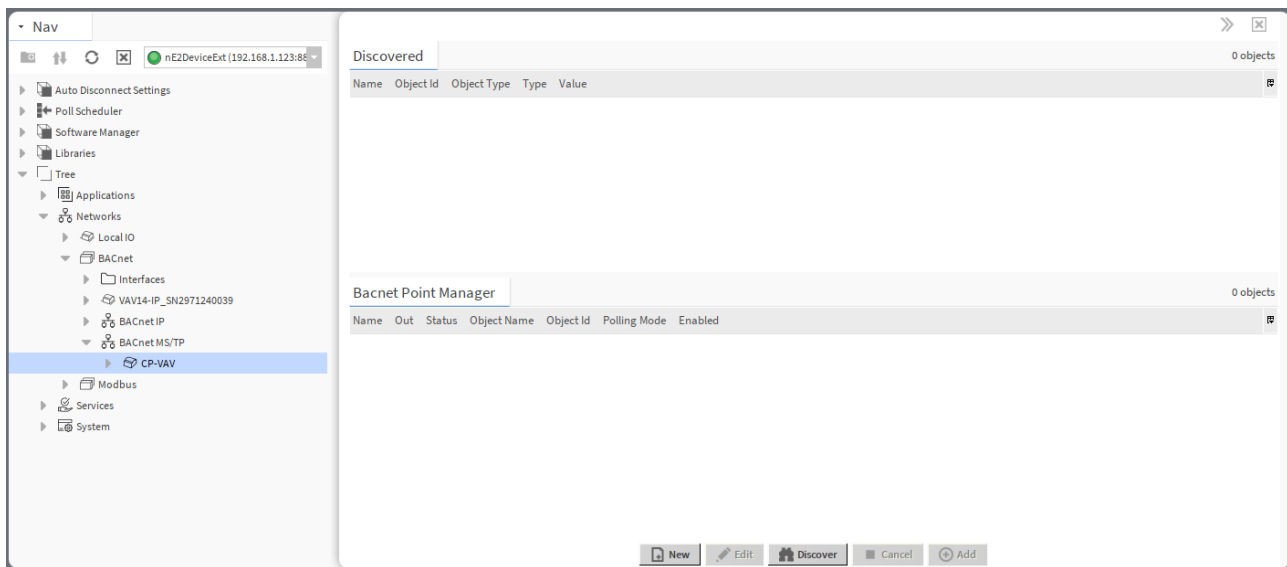 Nav
nE2DeviceExt (192.168.1.123:88
Auto Disconnect Settings
Poll Scheduler
Software Manager
Libraries
Tree
Applications
Networks
Local IO
BACnet
Interfaces
VAV14-IP_SN2971240039
BACnet IP
BACnet MS/TP
CP-VAV
Modbus
Services
System
Discovered
0 objects
Name Object Id Object Type Type Value
Bacnet Point Manager
0 objects
Name Out Status Object Name Object Id Polling Mode Enabled
New Edit Discover Cancel Add